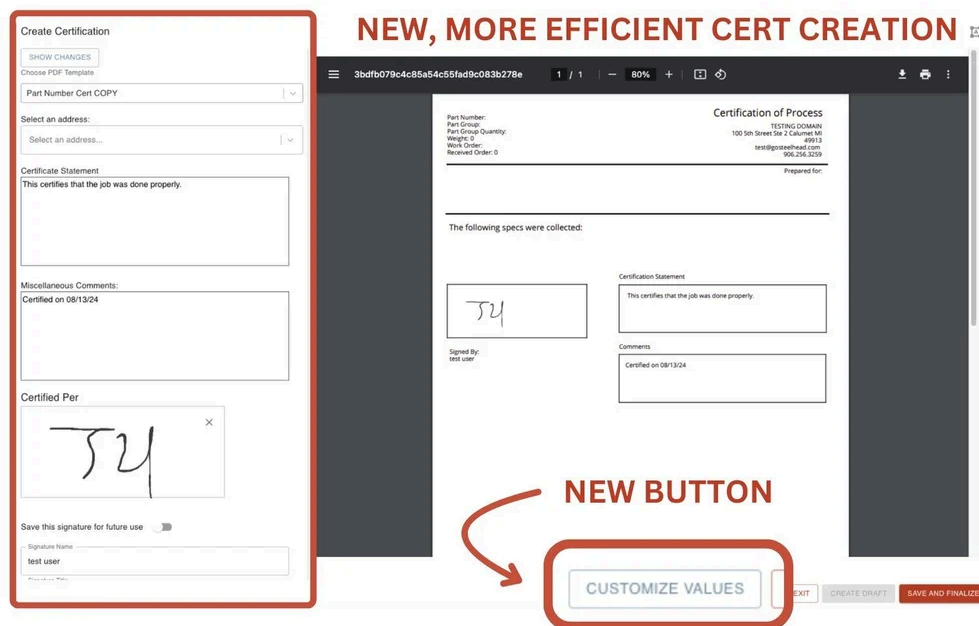 NEW, MORE EFFICIENT CERT CREATION
Create Certification
SHOW CHANGES
Choose PDF Template
Part Number Cert COPY
Select an address:
Select an address...
Certificate Statement
This certifies that the job was done properly.
Miscellaneous Comments:
Certified on 08/13/24
Certified Per
Save this signature for future use
Signature Name
test user
3bdfb079c4c85a54c55fad9c083b278e
1 / 1
80%
Part Number:
Part Group:
Part Group Quantity:
Weight: 0
Work Order:
Received Order: 0
Certification of Process
TESTING DOMAIN
100 5th Street Ste 2 Calumet MI
49913
test@gosteelhead.com
906.256.3259
Prepared for:
The following specs were collected:
Signed By:
test user
Certification Statement
This certifies that the job was done properly.
Comments
Certified on 08/13/24
NEW BUTTON
CUSTOMIZE VALUES
EXIT
CREATE DRAFT
SAVE AND FINALIZE